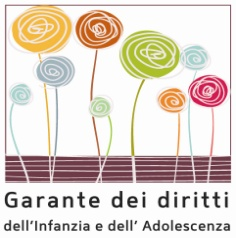 Garante dei diritti
dell'Infanzia e dell' Adolescenza